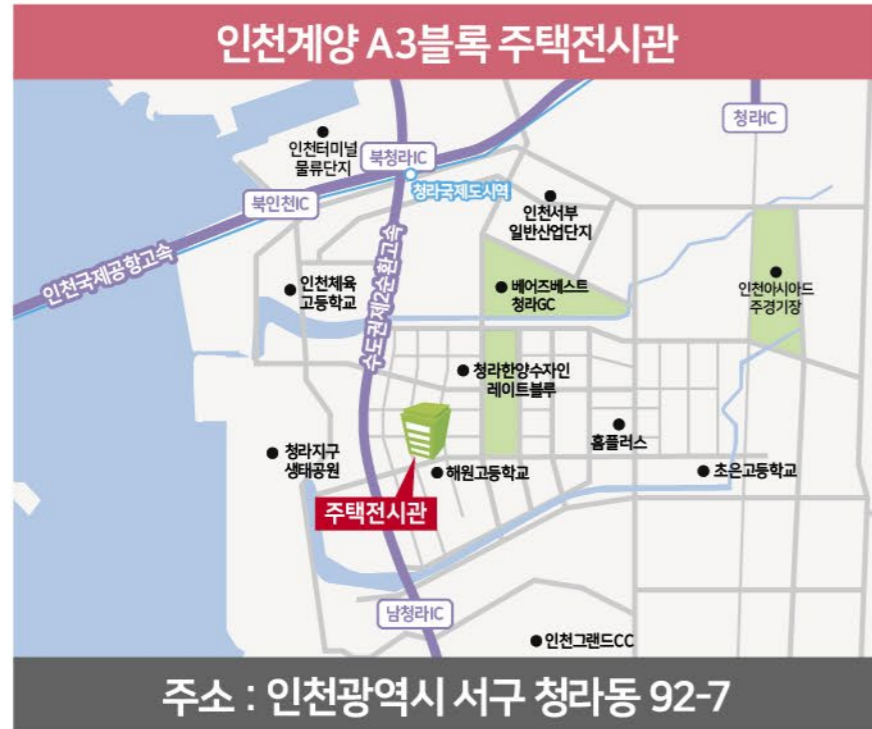 인천계양 A3블록 주택전시관
청라IC
인천터미널
물류단지
북청라IC
청라국제도시역
북인천IC
인천서부
일반산업단지
인천국제공항고속
수도권제2순환고속
인천체육
고등학교
베어즈베스트
청라GC
인천아시아드
주경기장
청라한양수자인
레이트블루
홈플러스
청라지구
생태공원
해원고등학교
초은고등학교
주택전시관
남청라IC
인천그랜드CC
주소 : 인천광역시 서구 청라동 92-7